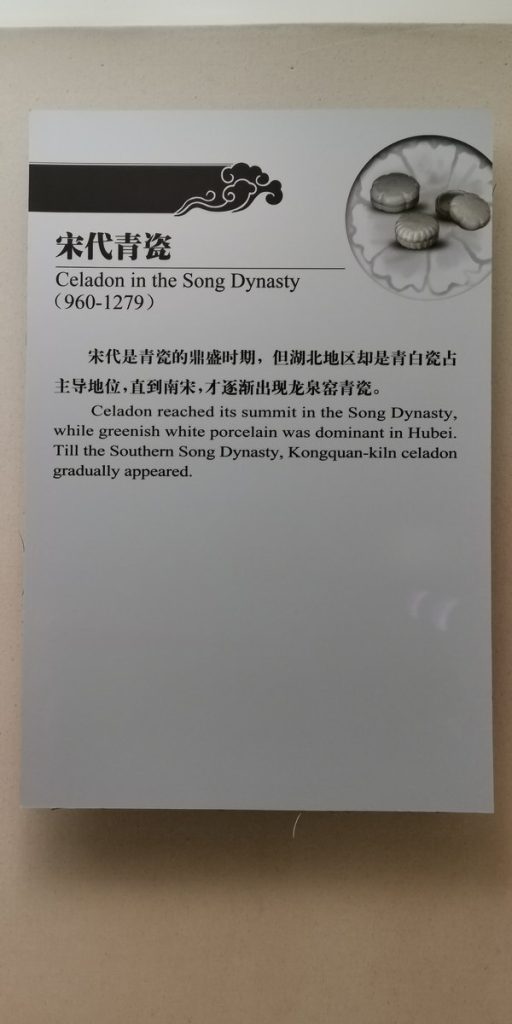 宋代青瓷
Celadon in the Song Dynasty
（960-1279）
宋代是青瓷的鼎盛时期，但湖北地区却是青白瓷占
主导地位，直到南宋，才逐渐出现龙泉窑青瓷。
Celadon reached its summit in the Song Dynasty,
while greenish white porcelain was dominant in Hubei.
Till the Southern Song Dynasty, Kongquan-kiln celadon
gradually appeared.